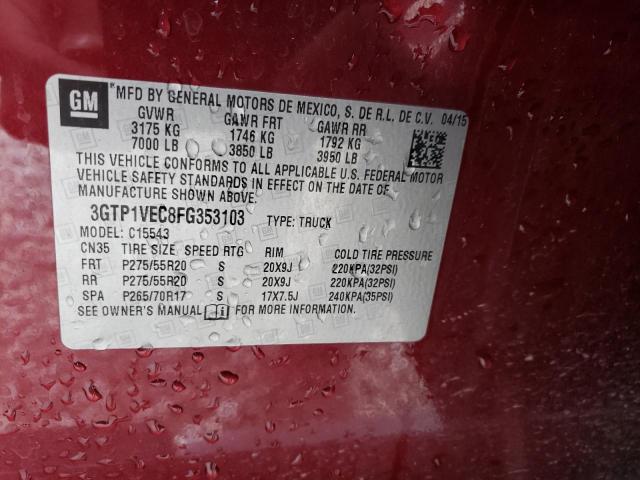 GM
*MFD BY GENERAL MOTORS DE MEXICO, S. DE R.L. DE C.V. 04/15
GVWR GAWR FRT GAWR RR
3175 KG 1746 KG 1792 KG
7000 LB 3850 LB 3950 LB
THIS VEHICLE CONFORMS TO ALL APPLICABLE U.S. FEDERAL MOTOR
VEHICLE SAFETY STANDARDS IN EFFECT ON THE DATE OF
MANUFACTURE SHOWN ABOVE.
3GTP1VEC8FG353103 TYPE: TRUCK
MODEL: C15543
CN35 TIRE SIZE SPEED RTG RIM COLD TIRE PRESSURE
FRT P275/55R20 S 20X9J 220KPA(32PSI)
RR P275/55R20 S 20X9J 220KPA(32PSI)
SPA P265/70R17 S 17X7.5J 240KPA(35PSI)
SEE OWNER'S MANUAL FOR MORE INFORMATION.